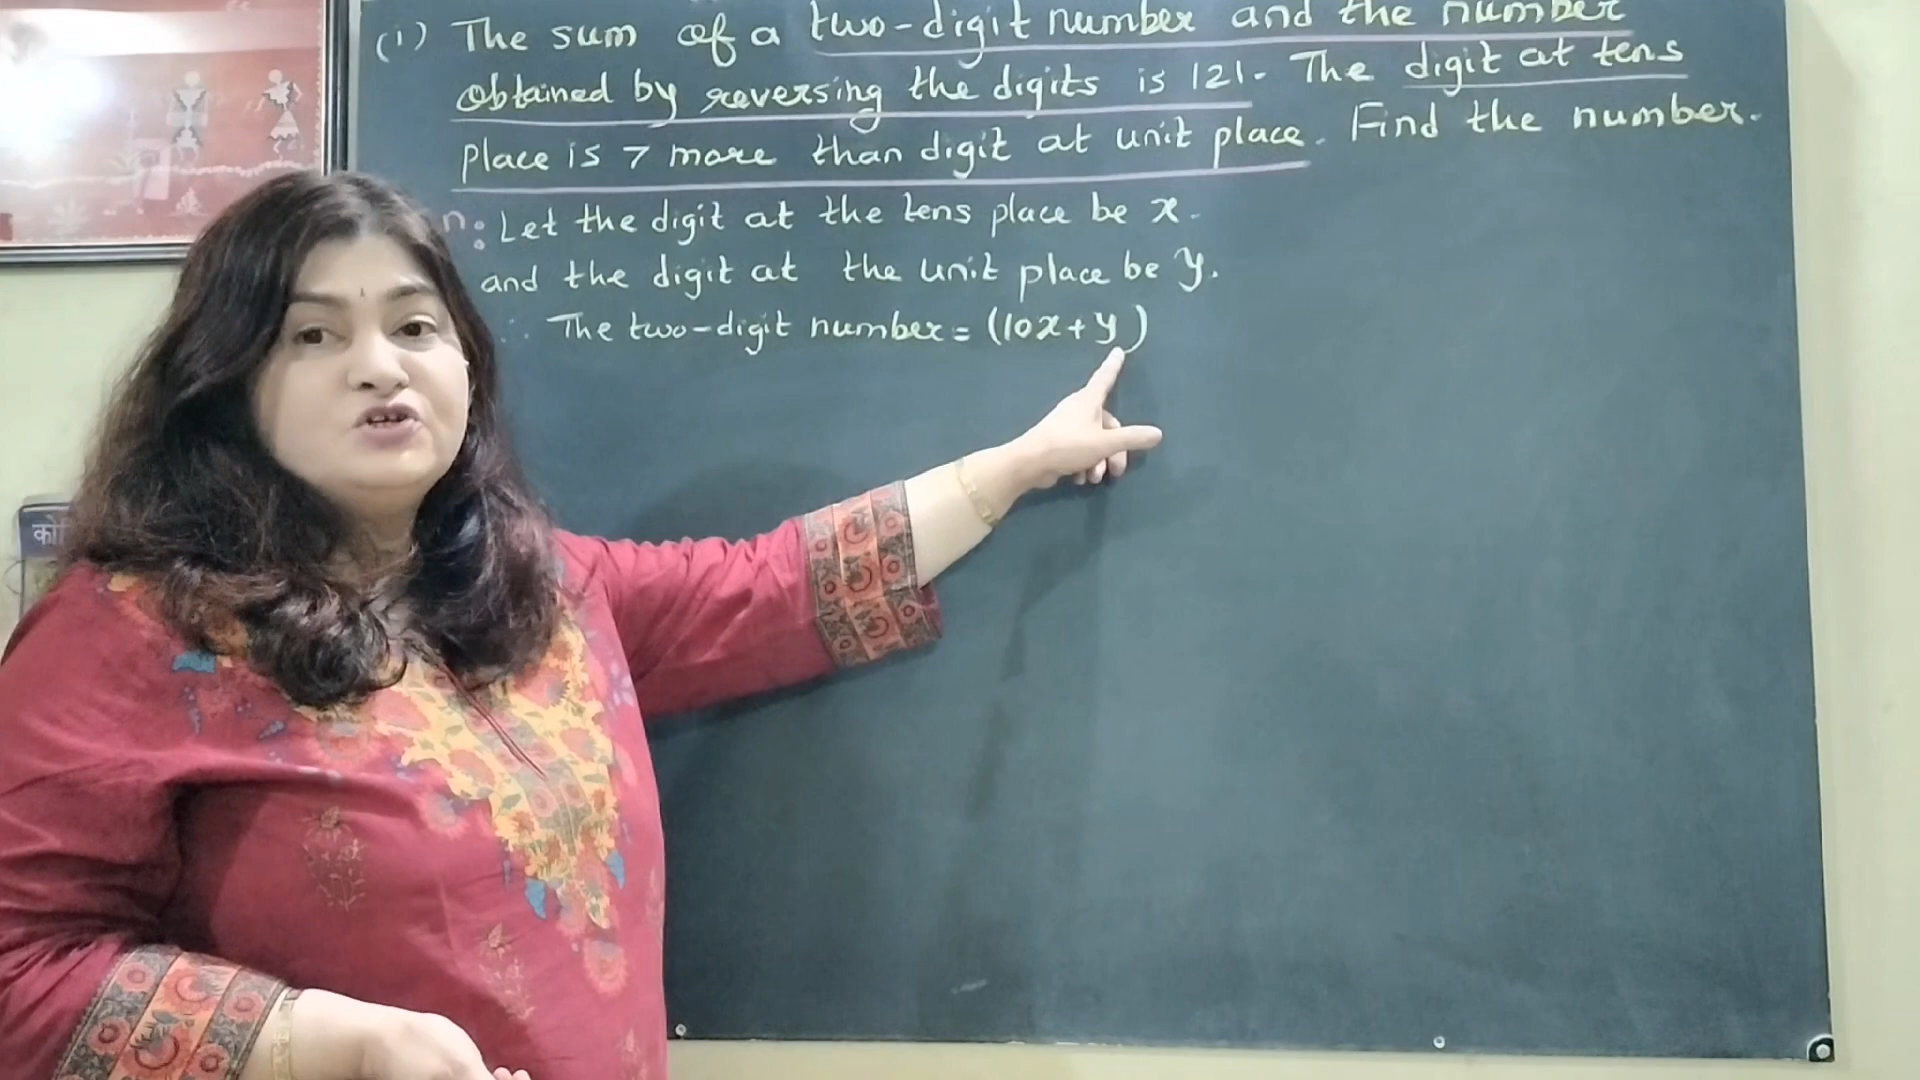 (1) The sum of a two-digit number and the number
obtained by reversing the digits is 121. The digit at tens
place is 7 more than digit at unit place. Find the number.
n: Let the digit at the tens place be x.
and the digit at the unit place be y.
∴ The two-digit number = (10x+y)
को